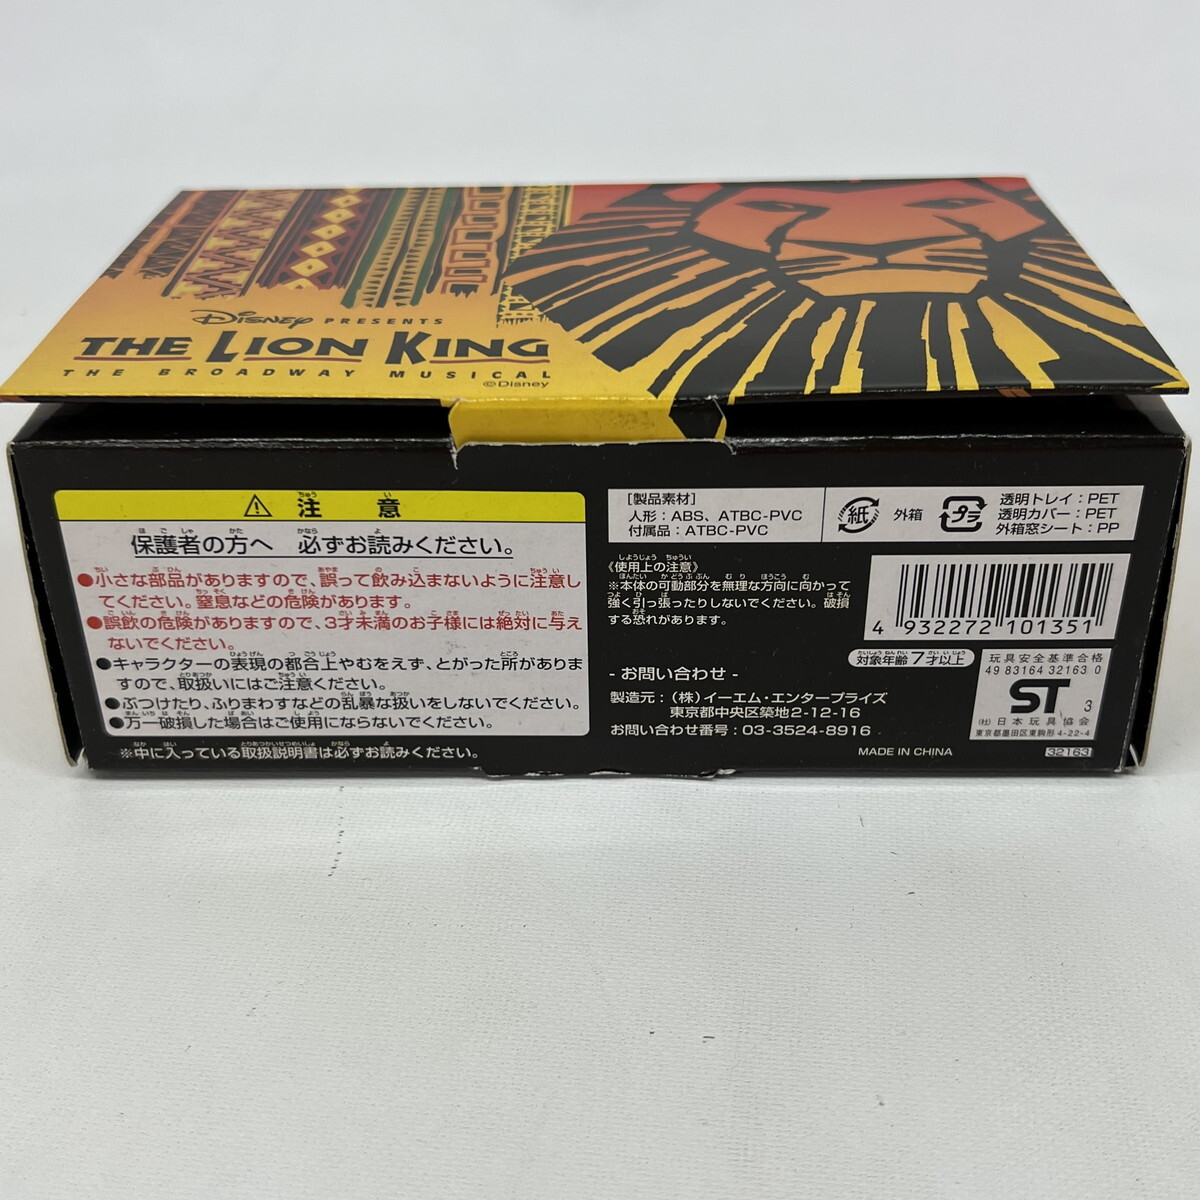 Disney PRESENTS
THE LION KING
THE BROADWAY MUSICAL
©Disney
⚠ 注意
保護者の方へ 必ずお読みください。
●小さな部品がありますので、誤って飲み込まないように注意し
てください。窒息などの危険があります。
●誤飲の危険がありますので、3才未満のお子様には絶対に与え
ないでください。
●キャラクターの表現の都合上やむをえず、とがった所がありま
すので、取扱いにはご注意ください。
●ぶつけたり、ふりまわすなどの乱暴な扱いをしないでください。
●万一破損した場合はご使用にならないでください。
※中に入っている取扱説明書は必ずお読みください。
［製品素材］
人形：ABS、ATBC-PVC
付属品：ATBC-PVC
紙 外箱
プラ
透明トレイ：PET
透明カバー：PET
外箱窓シート：PP
《使用上の注意》
※本体の可動部分を無理な方向に向かって
強く引っ張ったりしないでください。破損
する恐れがあります。
4 932272 101351
対象年齢7才以上
- お問い合わせ -
製造元：（株）イーエム・エンタープライズ
東京都中央区築地2-12-16
お問い合わせ番号：03-3524-8916
MADE IN CHINA
玩具安全基準合格
49 83164 32163 0
ST 3
(社)日本玩具協会
東京都墨田区東駒形4-22-4
32163